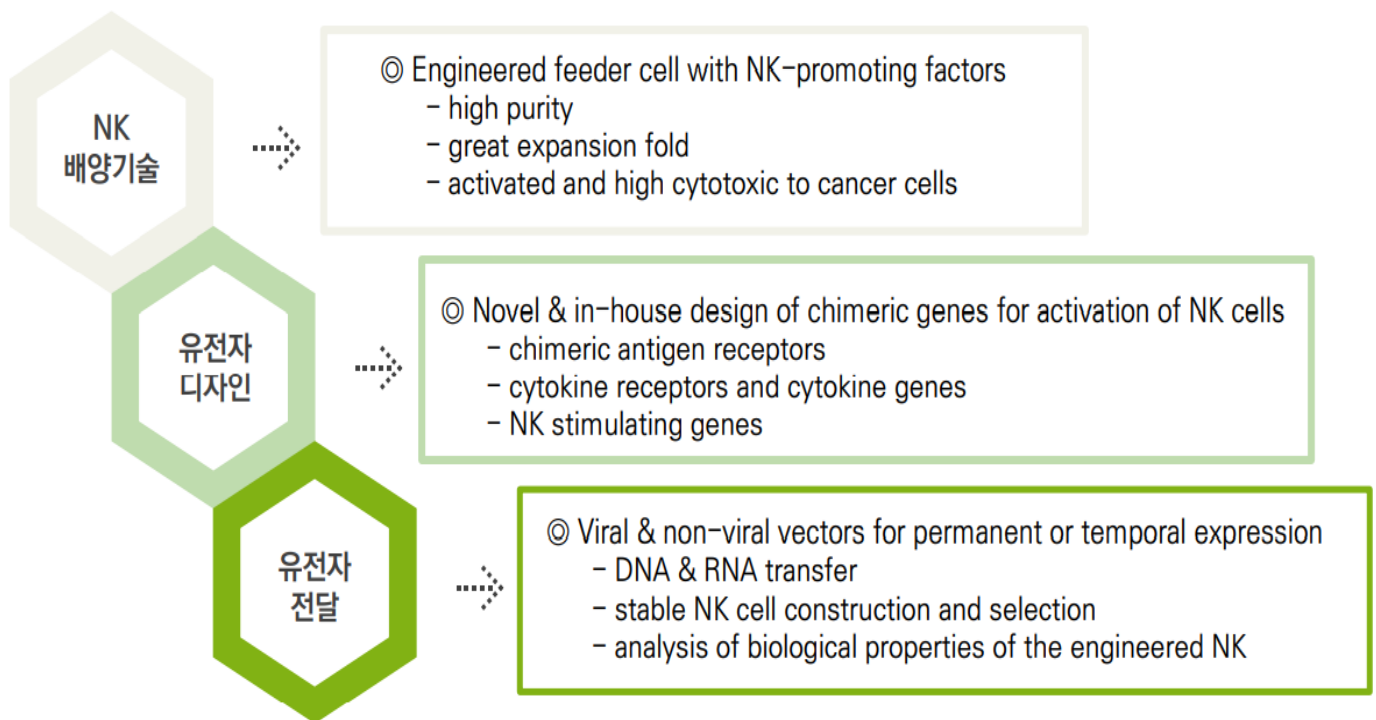 NK
배양기술
◎ Engineered feeder cell with NK-promoting factors
- high purity
- great expansion fold
- activated and high cytotoxic to cancer cells
유전자
디자인
◎ Novel & in-house design of chimeric genes for activation of NK cells
- chimeric antigen receptors
- cytokine receptors and cytokine genes
- NK stimulating genes
유전자
전달
◎ Viral & non-viral vectors for permanent or temporal expression
- DNA & RNA transfer
- stable NK cell construction and selection
- analysis of biological properties of the engineered NK